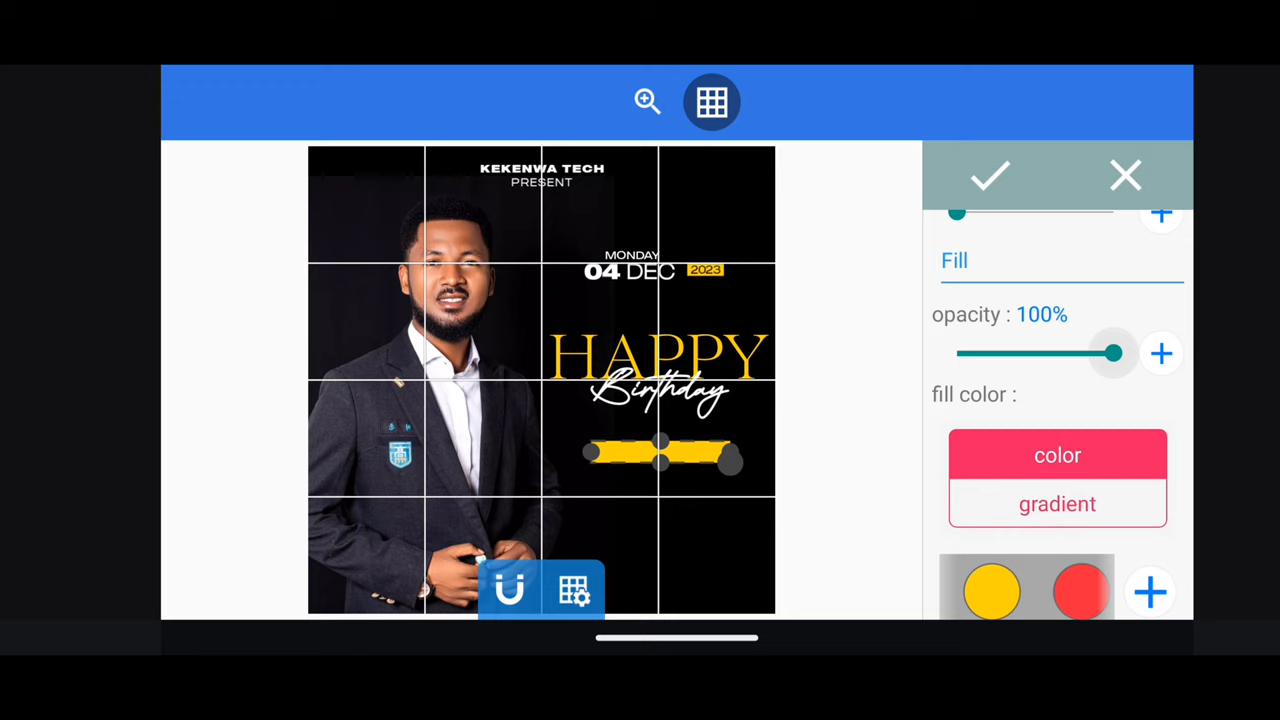 KEKENWA TECH
PRESENT
MONDAY
04 DEC 2023
HAPPY
Birthday
Fill
opacity : 100%
fill color :
color
gradient